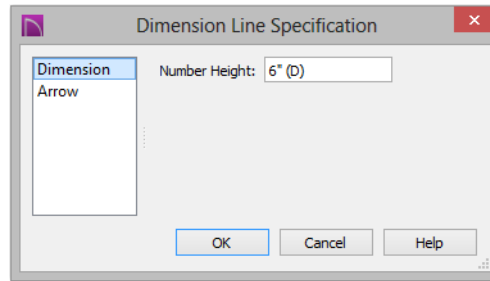 Dimension Line Specification
Dimension
Arrow
Number Height: 6" (D)
OK Cancel Help